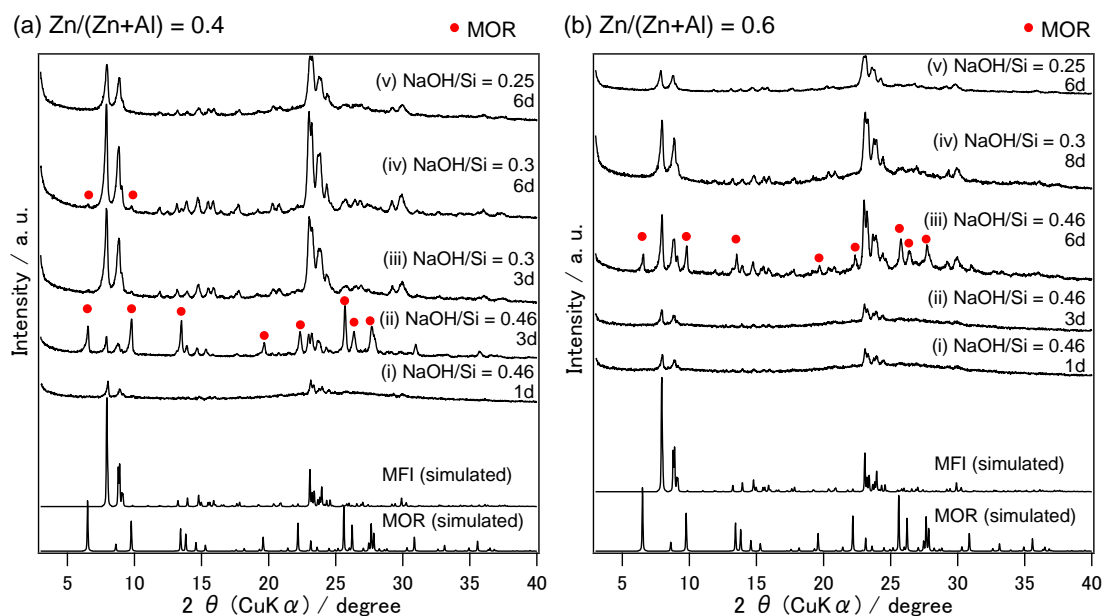 (a) Zn/(Zn+Al) = 0.4
MOR
(v) NaOH/Si = 0.25
6d
(iv) NaOH/Si = 0.3
6d
(iii) NaOH/Si = 0.3
3d
(ii) NaOH/Si = 0.46
3d
(i) NaOH/Si = 0.46
1d
MFI (simulated)
MOR (simulated)
Intensity / a. u.
5 10 15 20 25 30 35 40
2 θ (CuK α) / degree
(b) Zn/(Zn+Al) = 0.6
MOR
(v) NaOH/Si = 0.25
6d
(iv) NaOH/Si = 0.3
8d
(iii) NaOH/Si = 0.46
6d
(ii) NaOH/Si = 0.46
3d
(i) NaOH/Si = 0.46
1d
MFI (simulated)
MOR (simulated)
Intensity / a. u.
5 10 15 20 25 30 35 40
2 θ (CuK α) / degree